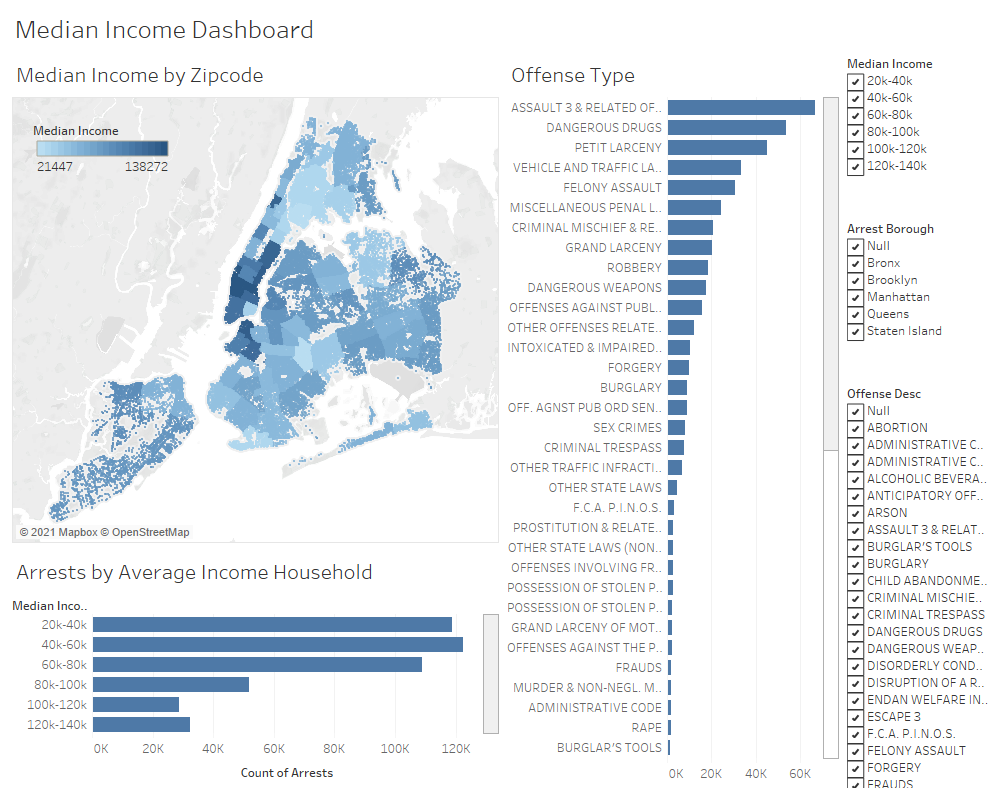 Median Income Dashboard
Median Income by Zipcode
Median Income
21447 138272
© 2021 Mapbox © OpenStreetMap
Arrests by Average Income Household
Median Inco..
20k-40k
40k-60k
60k-80k
80k-100k
100k-120k
120k-140k
0K 20K 40K 60K 80K 100K 120K
Count of Arrests
Offense Type
ASSAULT 3 & RELATED OF..
DANGEROUS DRUGS
PETIT LARCENY
VEHICLE AND TRAFFIC LA..
FELONY ASSAULT
MISCELLANEOUS PENAL L..
CRIMINAL MISCHIEF & RE..
GRAND LARCENY
ROBBERY
DANGEROUS WEAPONS
OFFENSES AGAINST PUBL..
OTHER OFFENSES RELATE..
INTOXICATED & IMPAIRED..
FORGERY
BURGLARY
OFF. AGNST PUB ORD SEN..
SEX CRIMES
CRIMINAL TRESPASS
OTHER TRAFFIC INFRACTI..
OTHER STATE LAWS
F.C.A. P.I.N.O.S.
PROSTITUTION & RELATE..
OTHER STATE LAWS (NON..
OFFENSES INVOLVING FR..
POSSESSION OF STOLEN P..
POSSESSION OF STOLEN P..
GRAND LARCENY OF MOT..
OFFENSES AGAINST THE P..
FRAUDS
MURDER & NON-NEGL. M..
ADMINISTRATIVE CODE
RAPE
BURGLAR'S TOOLS
0K 20K 40K 60K
Median Income
20k-40k
40k-60k
60k-80k
80k-100k
100k-120k
120k-140k
Arrest Borough
Null
Bronx
Brooklyn
Manhattan
Queens
Staten Island
Offense Desc
Null
ABORTION
ADMINISTRATIVE C..
ADMINISTRATIVE C..
ALCOHOLIC BEVERA..
ANTICIPATORY OFF..
ARSON
ASSAULT 3 & RELAT..
BURGLAR'S TOOLS
BURGLARY
CHILD ABANDONME..
CRIMINAL MISCHIE..
CRIMINAL TRESPASS
DANGEROUS DRUGS
DANGEROUS WEAP..
DISORDERLY COND..
DISRUPTION OF A R..
ENDAN WELFARE IN..
ESCAPE 3
F.C.A. P.I.N.O.S.
FELONY ASSAULT
FORGERY
FRAUDS